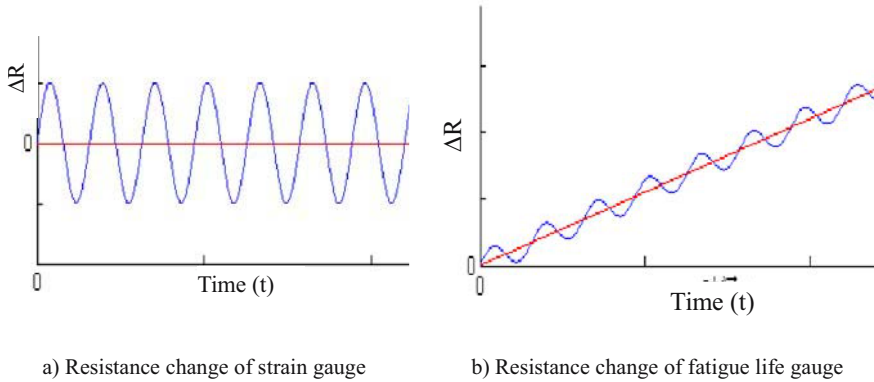 ΔR
0
0
Time (t)
a) Resistance change of strain gauge
ΔR
0
0
Time (t)
b) Resistance change of fatigue life gauge